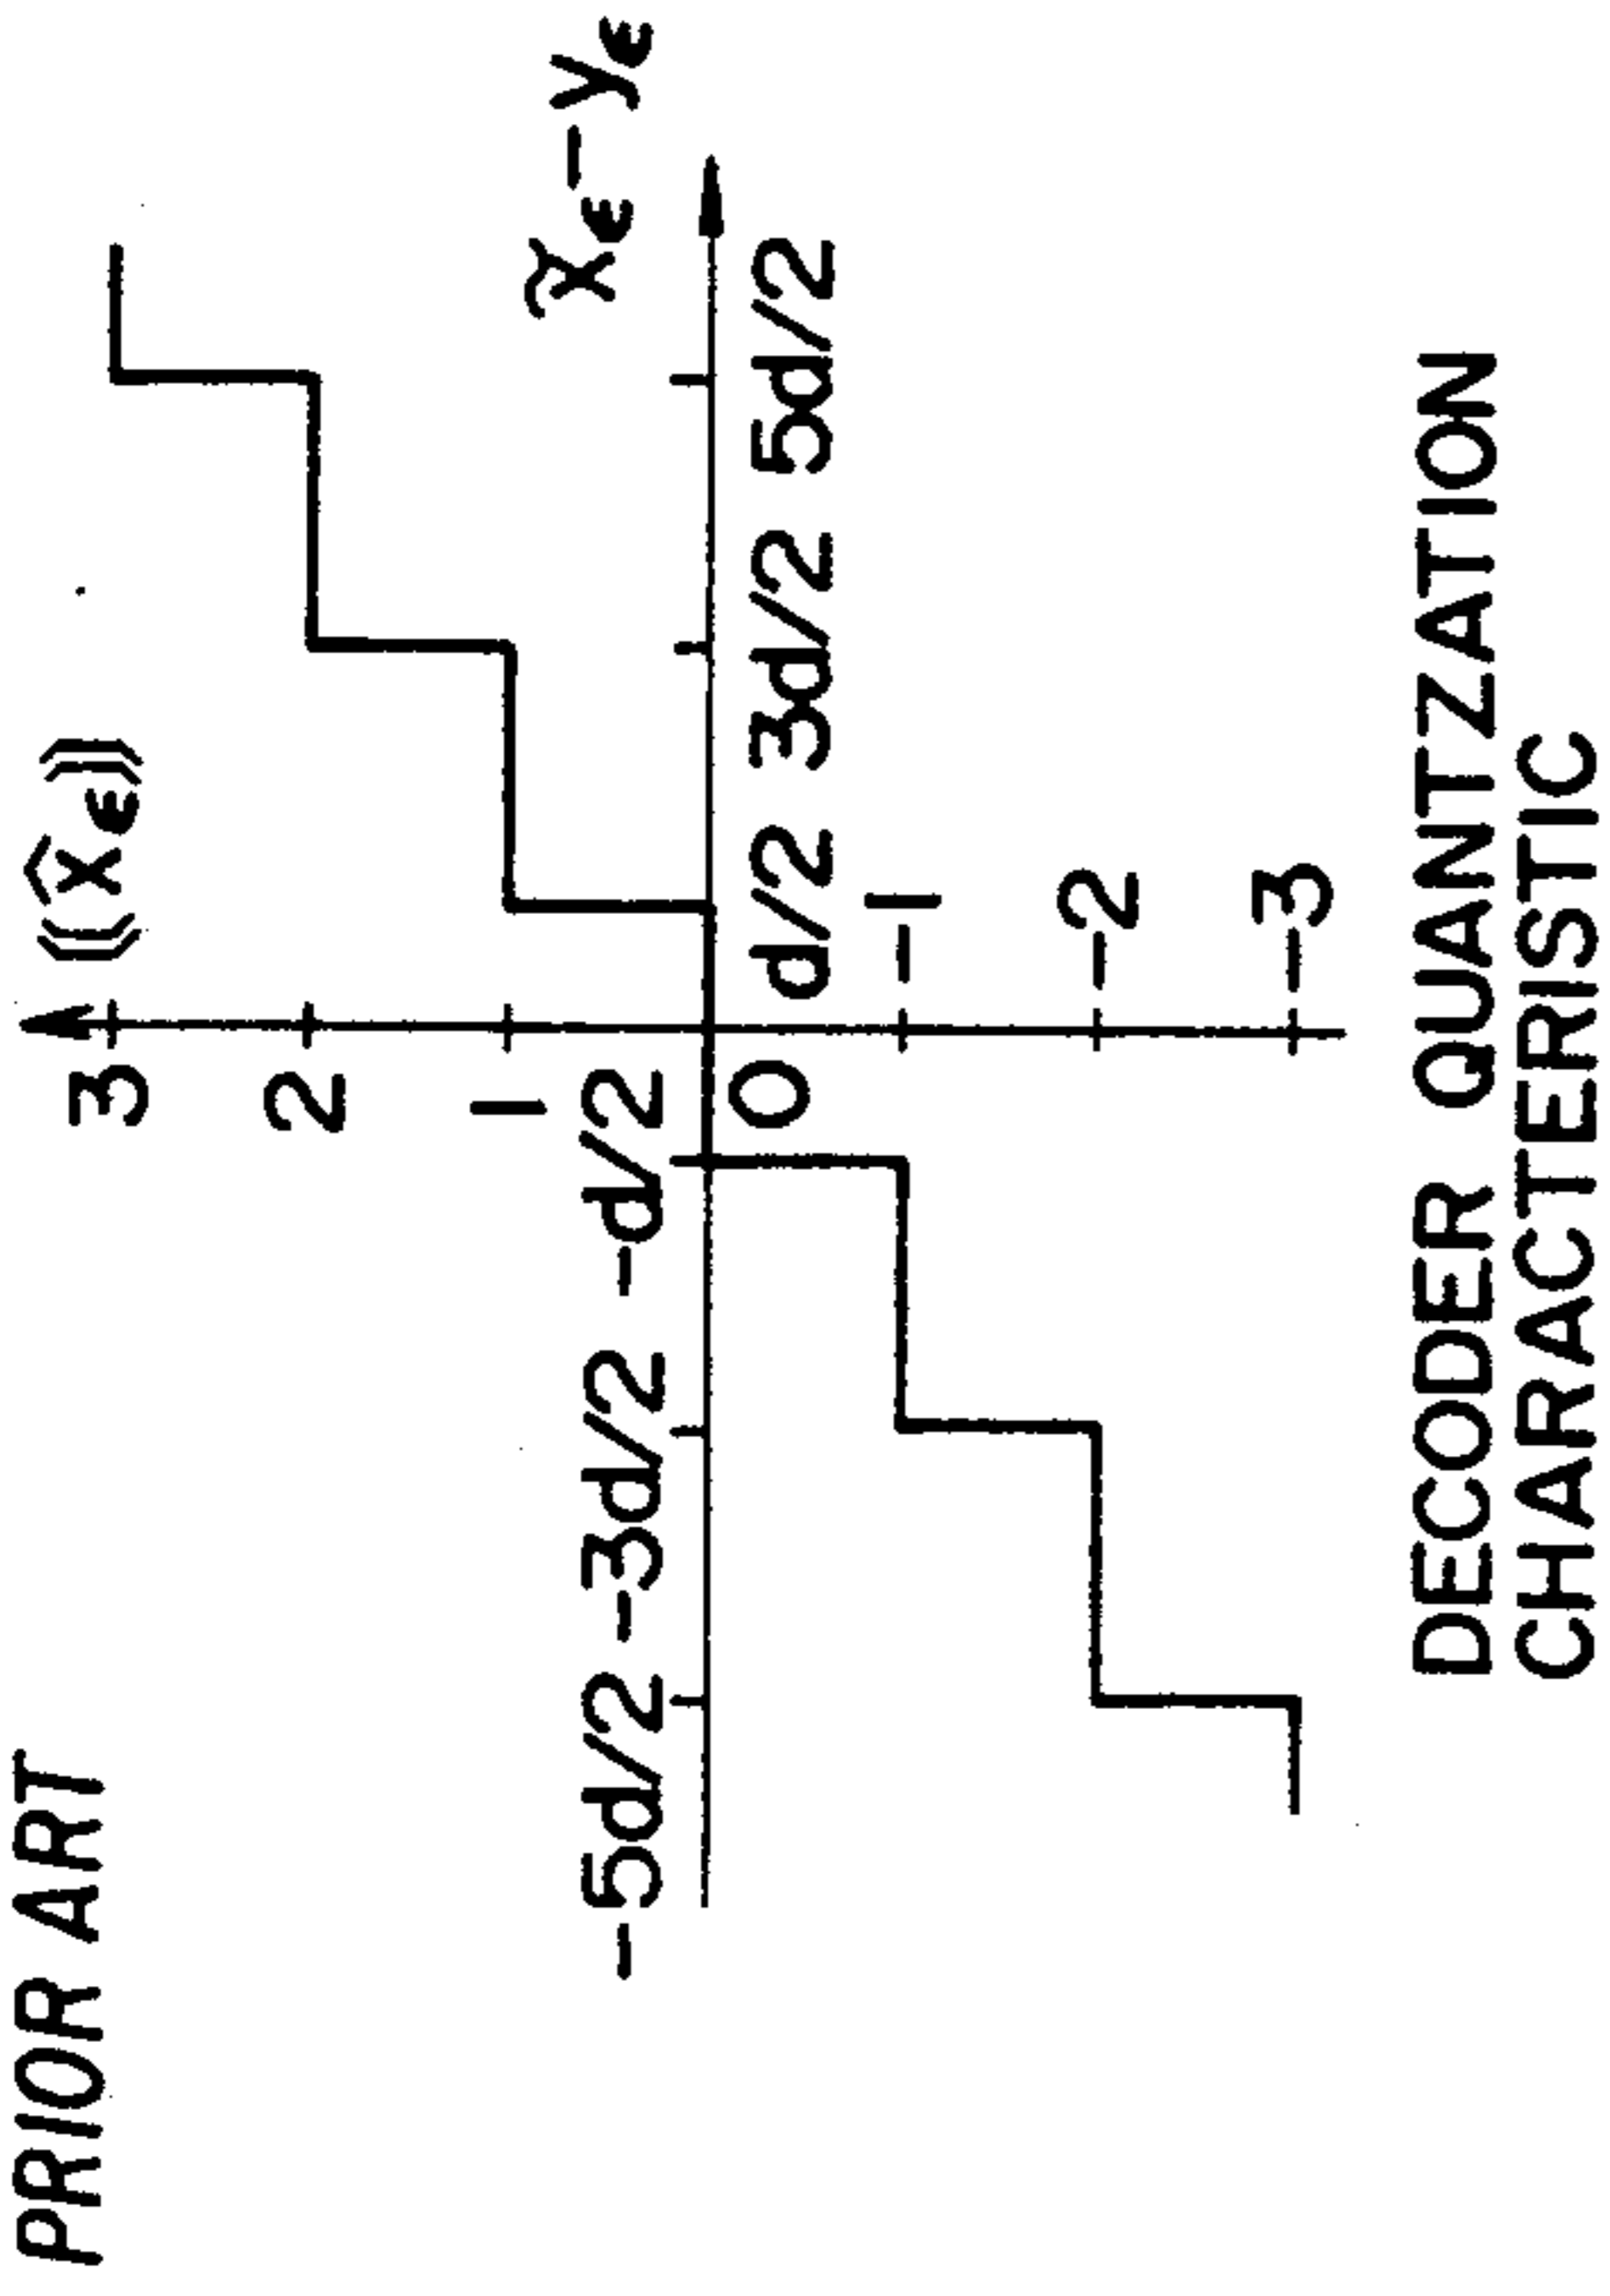 PRIOR ART
((x̂ϵ))
3
2
1
x̃ϵ-yϵ
-5d/2 -3d/2 -d/2
0
d/2 3d/2 5d/2
-1
-2
-3
DECODER QUANTZATION
CHARACTERISTIC